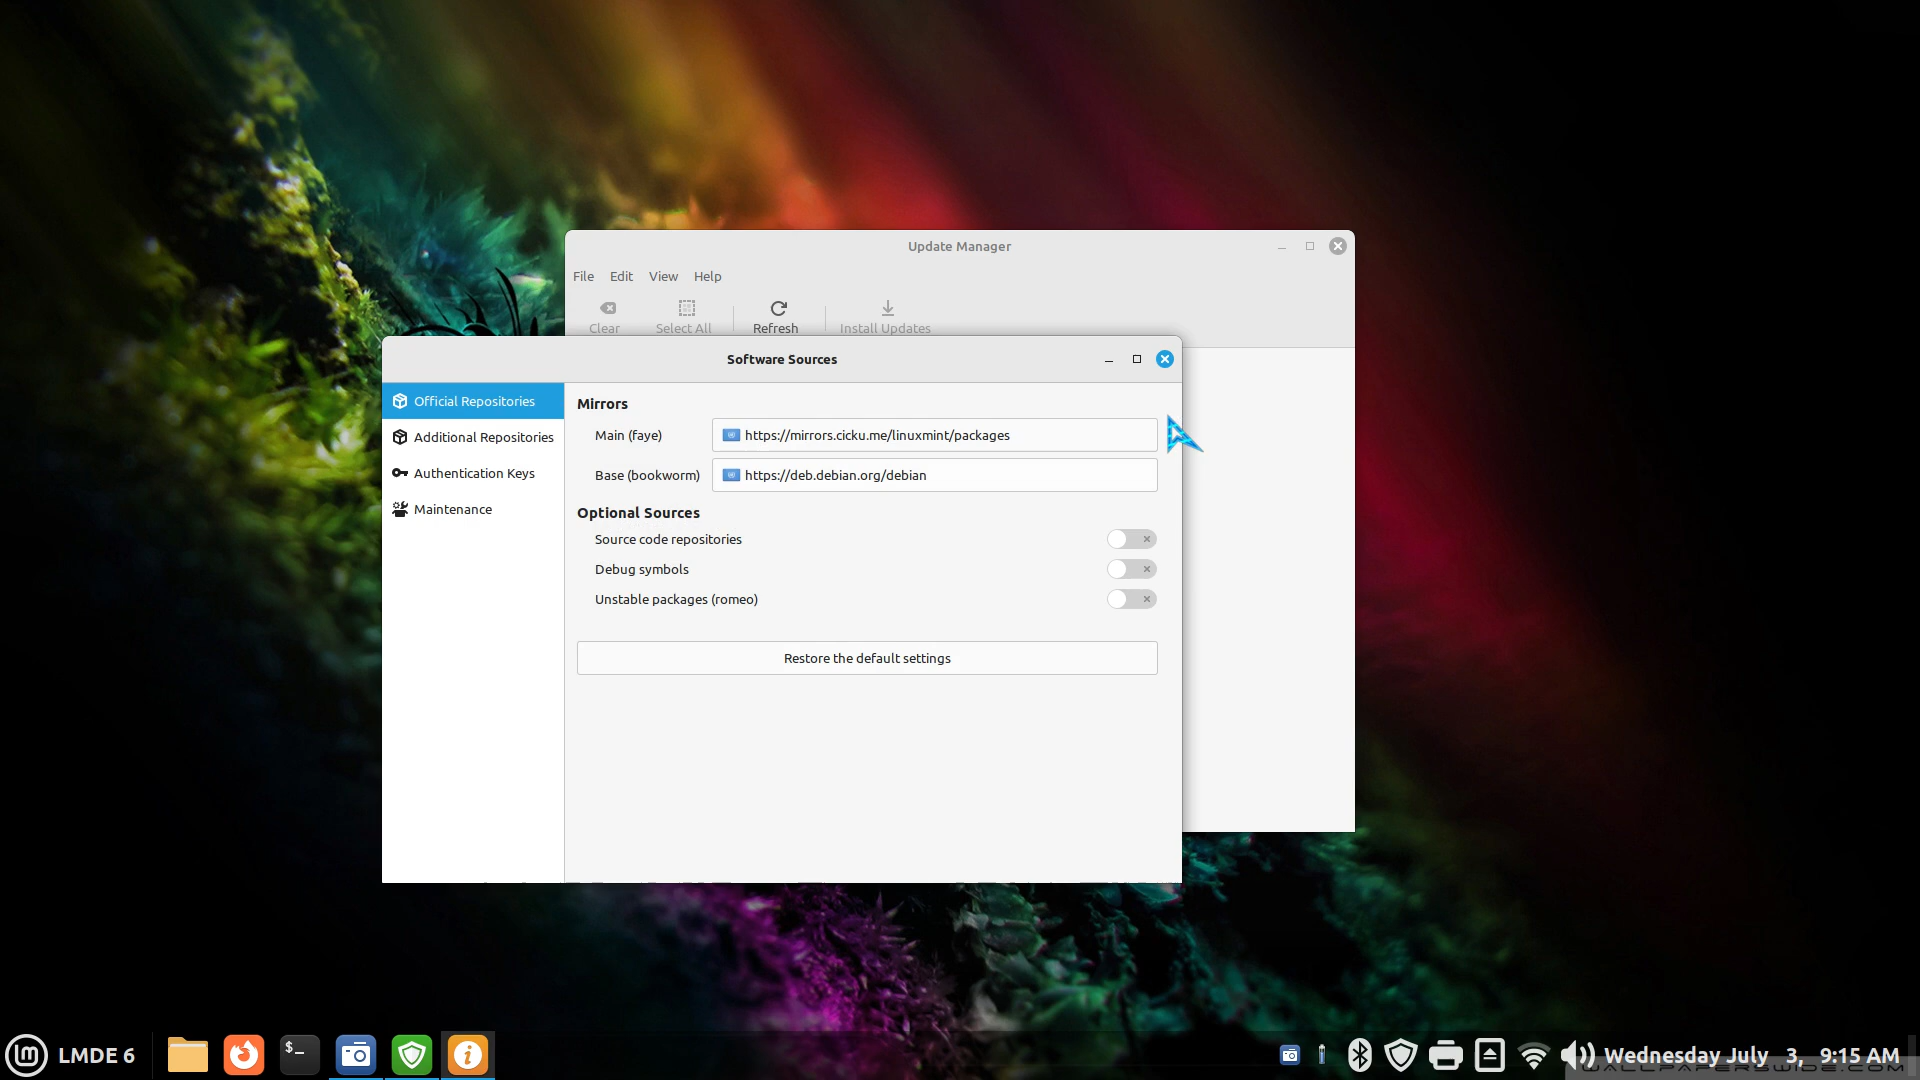 Update Manager
File Edit View Help
Clear Select All Refresh Install Updates
Software Sources
Official Repositories
Additional Repositories
Authentication Keys
Maintenance
Mirrors
Main (faye) https://mirrors.cicku.me/linuxmint/packages
Base (bookworm) https://deb.debian.org/debian
Optional Sources
Source code repositories
Debug symbols
Unstable packages (romeo)
Restore the default settings
LMDE 6
$_
Wednesday July 3, 9:15 AM
WALLPAPERSWIDE.COM